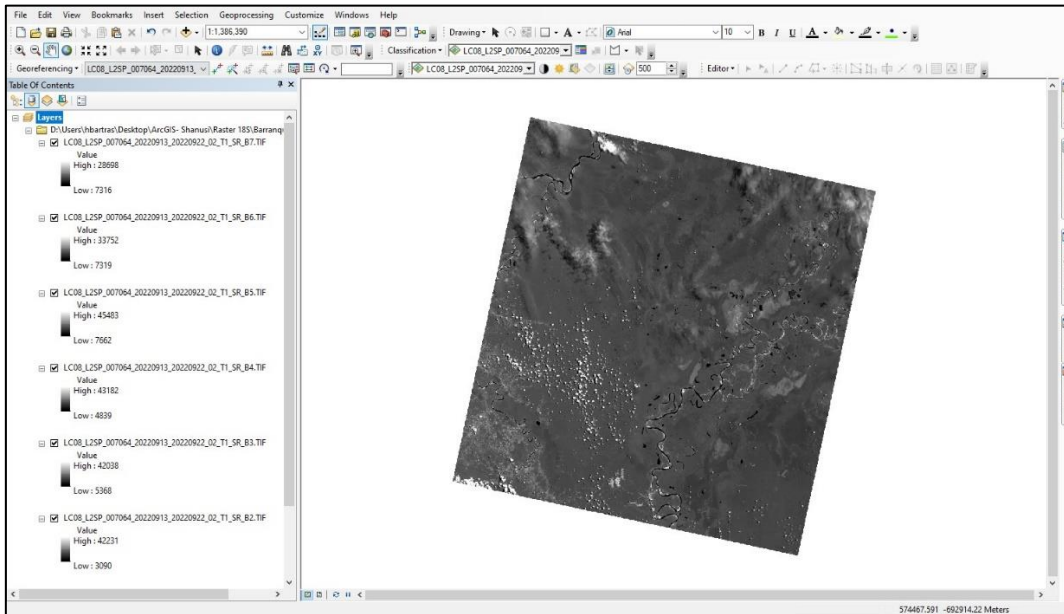 File Edit View Bookmarks Insert Selection Geoprocessing Customize Windows Help
1:1,386,390 Drawing Arial 10 B I U A
Classification LC08_L2SP_007064_202209
Georeferencing LC08_L2SP_007064_20220913_ LC08_L2SP_007064_202209 500 Editor
Table Of Contents
Layers
D:\Users\hbartras\Desktop\ArcGIS- Shanusi\Raster 18S\Barranq
LC08_L2SP_007064_20220913_20220922_02_T1_SR_B7.TIF
Value
High : 28698
Low : 7316
LC08_L2SP_007064_20220913_20220922_02_T1_SR_B6.TIF
Value
High : 33752
Low : 7319
LC08_L2SP_007064_20220913_20220922_02_T1_SR_B5.TIF
Value
High : 45483
Low : 7662
LC08_L2SP_007064_20220913_20220922_02_T1_SR_B4.TIF
Value
High : 43182
Low : 4839
LC08_L2SP_007064_20220913_20220922_02_T1_SR_B3.TIF
Value
High : 42038
Low : 5368
LC08_L2SP_007064_20220913_20220922_02_T1_SR_B2.TIF
Value
High : 42231
Low : 3090
574467.591 -692914.22 Meters